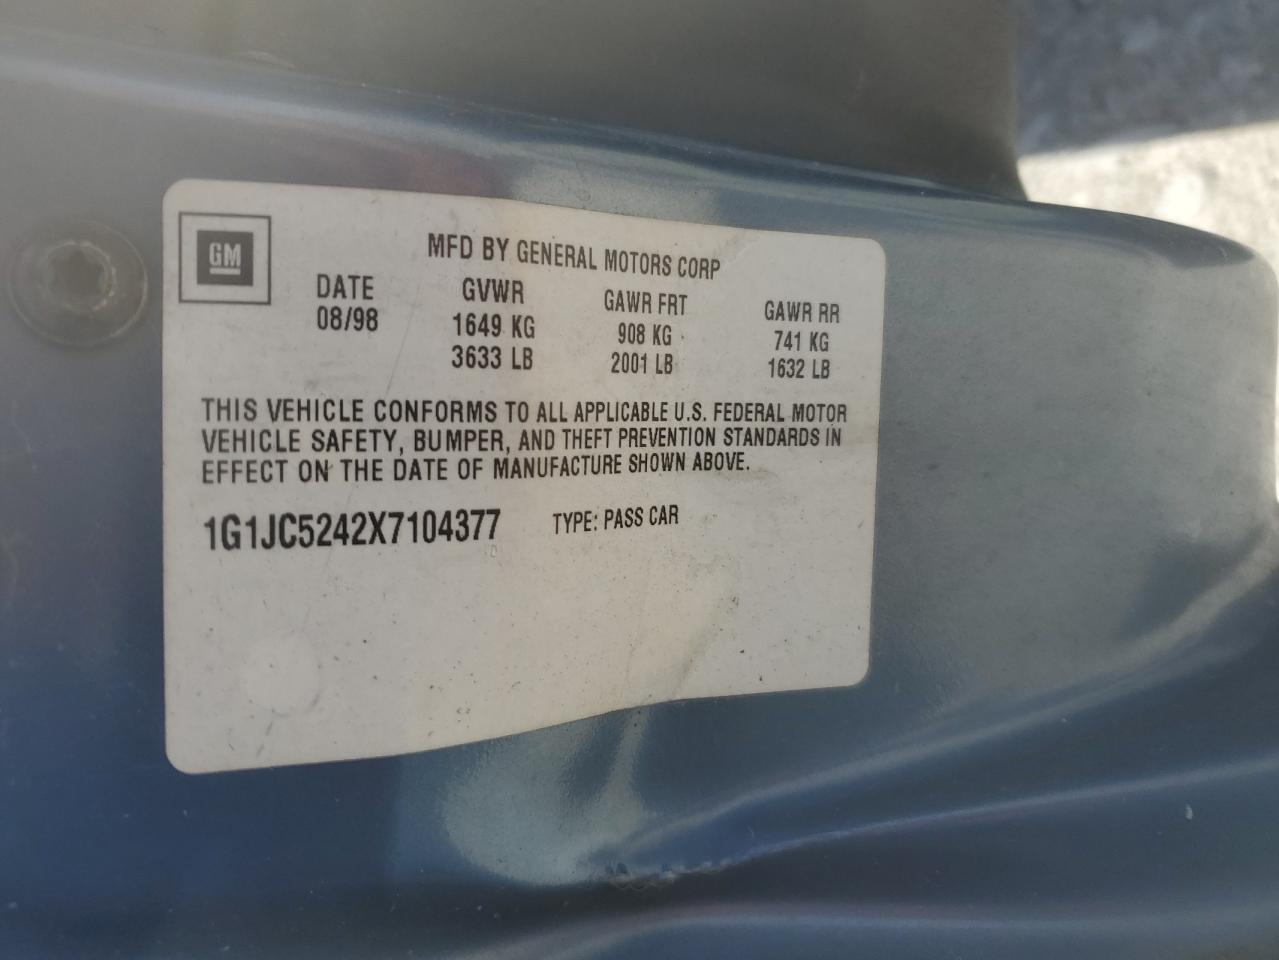 GM
MFD BY GENERAL MOTORS CORP
DATE GVWR GAWR FRT GAWR RR
08/98 1649 KG 908 KG 741 KG
3633 LB 2001 LB 1632 LB
THIS VEHICLE CONFORMS TO ALL APPLICABLE U.S. FEDERAL MOTOR
VEHICLE SAFETY, BUMPER, AND THEFT PREVENTION STANDARDS IN
EFFECT ON THE DATE OF MANUFACTURE SHOWN ABOVE.
1G1JC5242X7104377 TYPE: PASS CAR